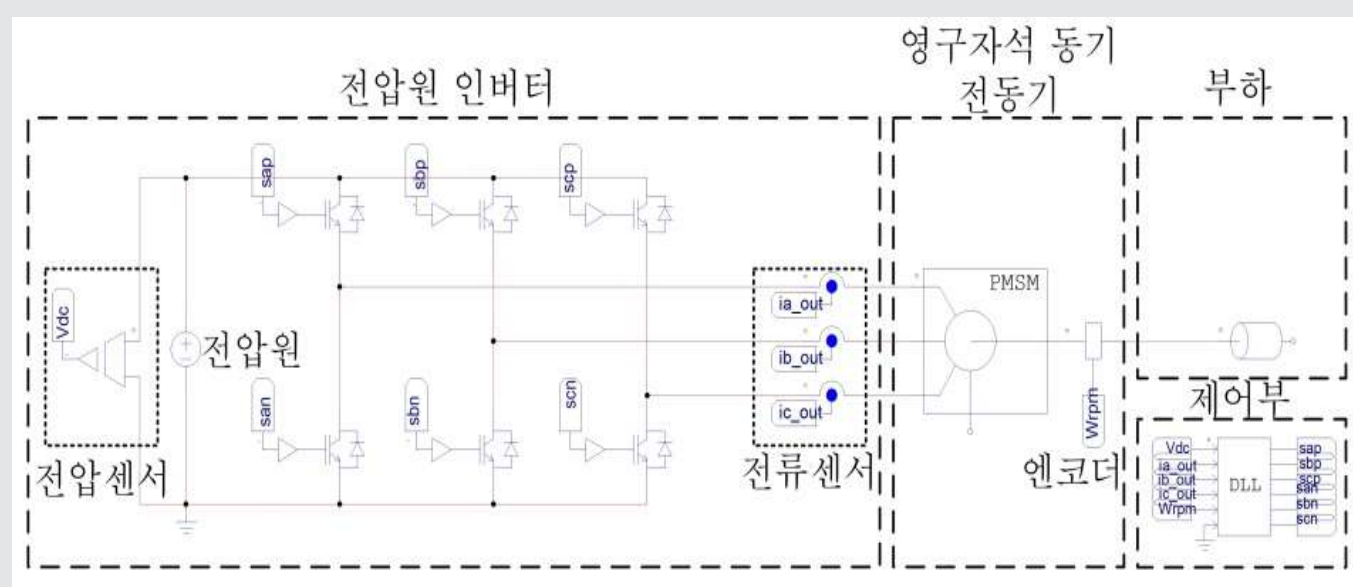 영구자석 동기
전동기
전압원 인버터
부하
sap
sbp
scp
Vdc
전압원
san
sbn
scn
ia_out
ib_out
ic_out
PMSM
Wrpm
전압센서
전류센서
엔코더
제어부
Vdc
ia_out
ib_out
ic_out
Wrpm
DLL
sap
sbp
scp
san
sbn
scn